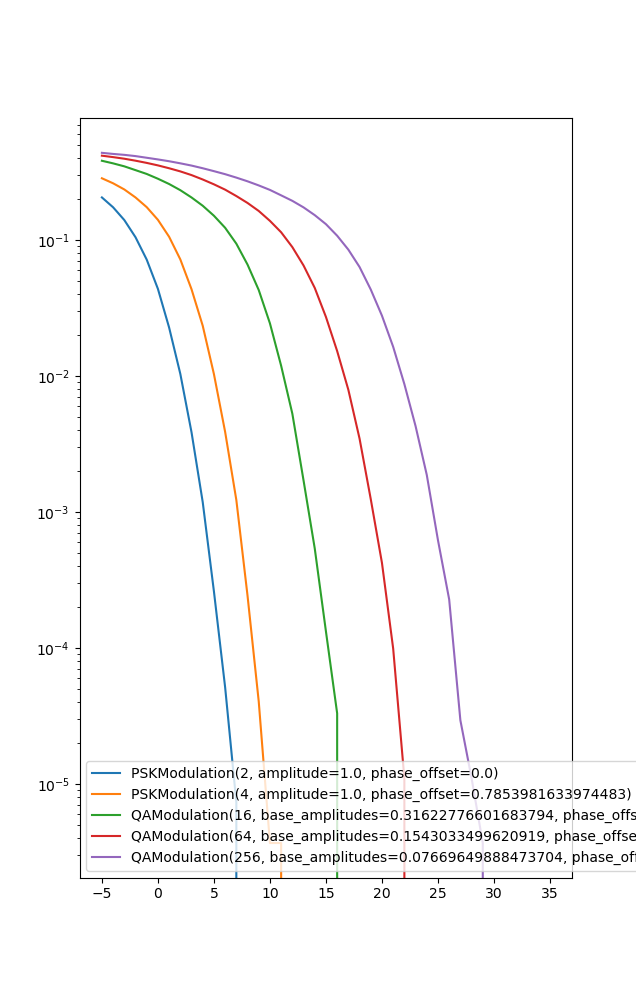 10⁻¹
10⁻²
10⁻³
10⁻⁴
10⁻⁵
PSKModulation(2, amplitude=1.0, phase_offset=0.0)
PSKModulation(4, amplitude=1.0, phase_offset=0.7853981633974483)
QAModulation(16, base_amplitudes=0.31622776601683794, phase_offs
QAModulation(64, base_amplitudes=0.1543033499620919, phase_offse
QAModulation(256, base_amplitudes=0.07669649888473704, phase_off
−5 0 5 10 15 20 25 30 35